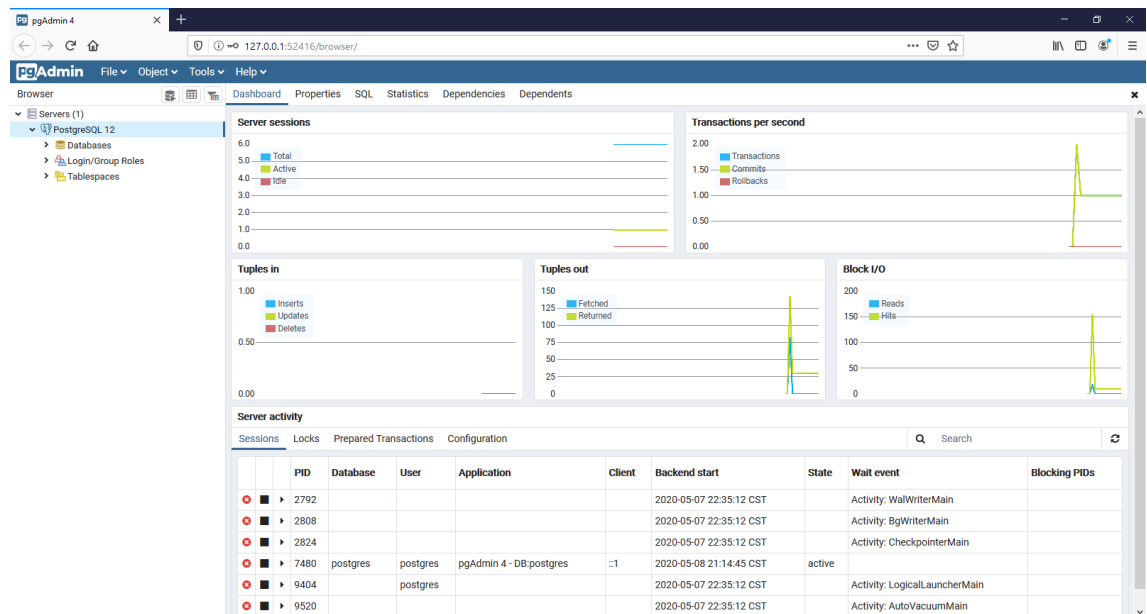 pgAdmin 4
127.0.0.1:52416/browser/
pgAdmin File Object Tools Help
Browser
Dashboard Properties SQL Statistics Dependencies Dependents
Servers (1)
PostgreSQL 12
Databases
Login/Group Roles
Tablespaces
Server sessions
6.0
5.0
4.0
3.0
2.0
1.0
0.0
Total
Active
Idle
Transactions per second
2.00
1.50
1.00
0.50
0.00
Transactions
Commits
Rollbacks
Tuples in
1.00
0.50
0.00
Inserts
Updates
Deletes
Tuples out
150
125
100
75
50
25
0
Fetched
Returned
Block I/O
200
150
100
50
0
Reads
Hits
Server activity
Sessions Locks Prepared Transactions Configuration Search
PID Database User Application Client Backend start State Wait event Blocking PIDs
2792 2020-05-07 22:35:12 CST Activity: WalWriterMain
2808 2020-05-07 22:35:12 CST Activity: BgWriterMain
2824 2020-05-07 22:35:12 CST Activity: CheckpointerMain
7480 postgres postgres pgAdmin 4 - DB:postgres ::1 2020-05-08 21:14:45 CST active
9404 postgres 2020-05-07 22:35:12 CST Activity: LogicalLauncherMain
9520 2020-05-07 22:35:12 CST Activity: AutoVacuumMain